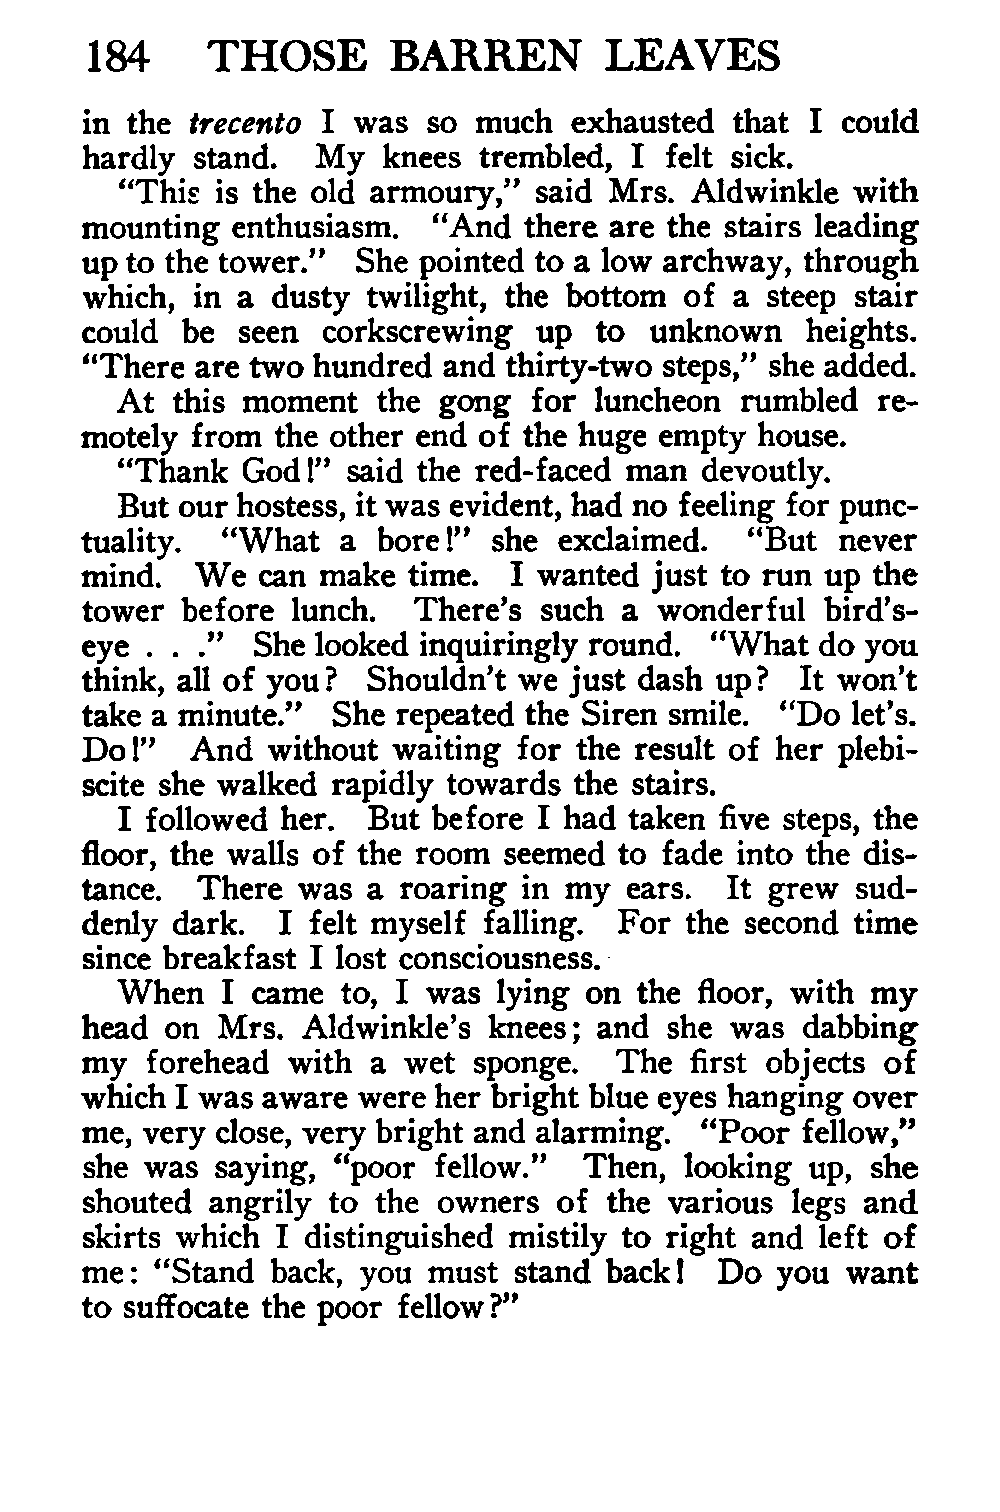 184 THOSE BARREN LEAVES
in the trecento I was so much exhausted that I could
hardly stand. My knees trembled, I felt sick.
“This is the old armoury,” said Mrs. Aldwinkle with
mounting enthusiasm. “And there are the stairs leading
up to the tower.” She pointed to a low archway, through
which, in a dusty twilight, the bottom of a steep stair
could be seen corkscrewing up to unknown heights.
“There are two hundred and thirty-two steps,” she added.
At this moment the gong for luncheon rumbled re-
motely from the other end of the huge empty house.
“Thank God!” said the red-faced man devoutly.
But our hostess, it was evident, had no feeling for punc-
tuality. “What a bore!” she exclaimed. “But never
mind. We can make time. I wanted just to run up the
tower before lunch. There’s such a wonderful bird’s-
eye . . .” She looked inquiringly round. “What do you
think, all of you? Shouldn’t we just dash up? It won’t
take a minute.” She repeated the Siren smile. “Do let’s.
Do!” And without waiting for the result of her plebi-
scite she walked rapidly towards the stairs.
I followed her. But before I had taken five steps, the
floor, the walls of the room seemed to fade into the dis-
tance. There was a roaring in my ears. It grew sud-
denly dark. I felt myself falling. For the second time
since breakfast I lost consciousness.
When I came to, I was lying on the floor, with my
head on Mrs. Aldwinkle’s knees; and she was dabbing
my forehead with a wet sponge. The first objects of
which I was aware were her bright blue eyes hanging over
me, very close, very bright and alarming. “Poor fellow,”
she was saying, “poor fellow.” Then, looking up, she
shouted angrily to the owners of the various legs and
skirts which I distinguished mistily to right and left of
me: “Stand back, you must stand back! Do you want
to suffocate the poor fellow?”